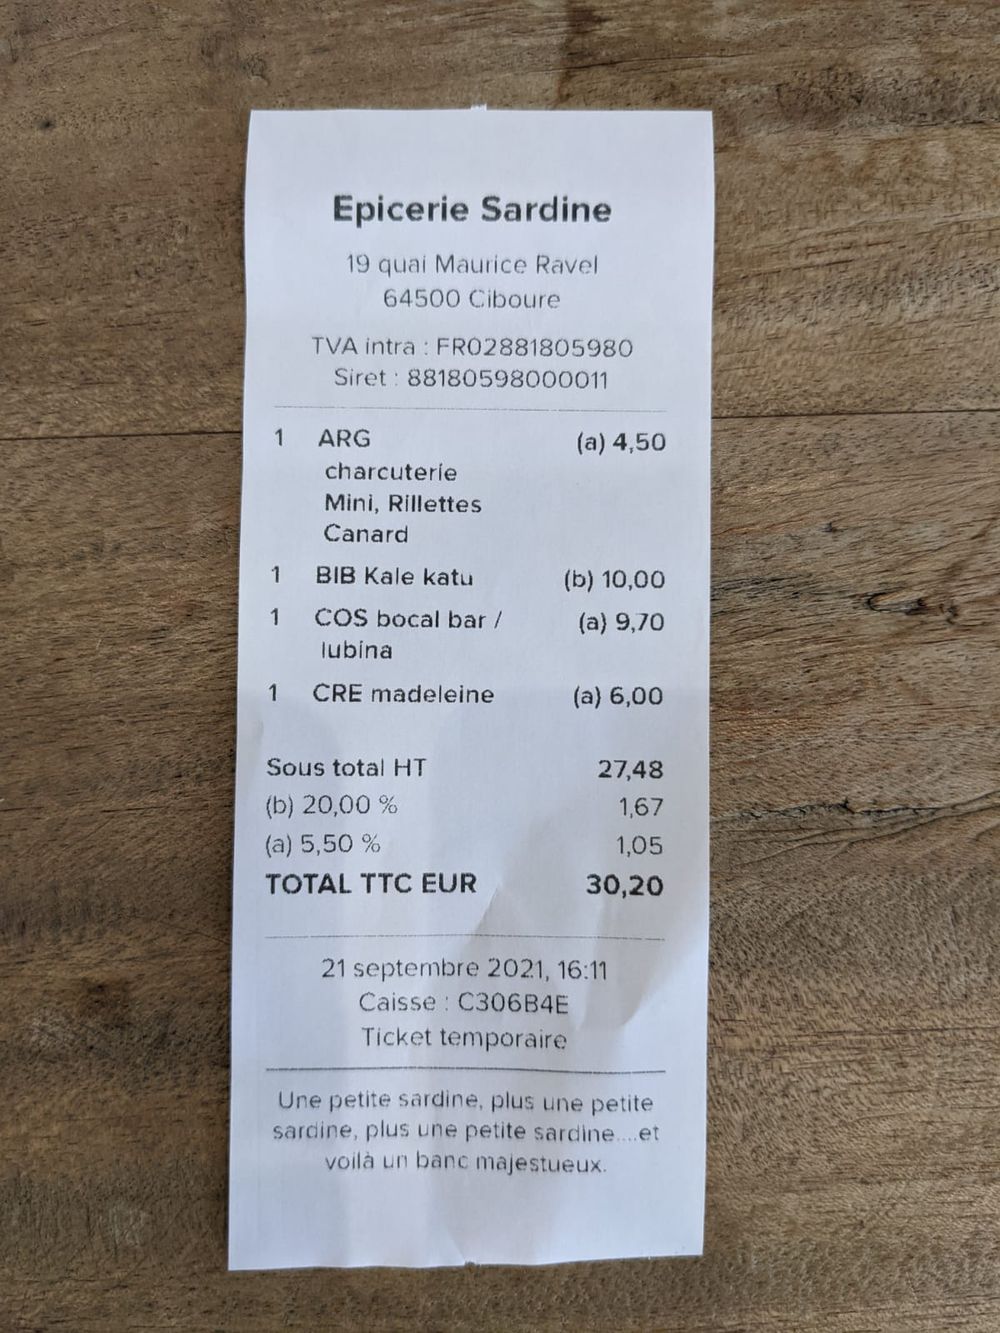 Epicerie Sardine
19 quai Maurice Ravel
64500 Ciboure
TVA intra : FR02881805980
Siret : 88180598000011
1 ARG (a) 4,50
charcuterie
Mini, Rillettes
Canard
1 BIB Kale katu (b) 10,00
1 COS bocal bar / (a) 9,70
lubina
1 CRE madeleine (a) 6,00
Sous total HT 27,48
(b) 20,00 % 1,67
(a) 5,50 % 1,05
TOTAL TTC EUR 30,20
21 septembre 2021, 16:11
Caisse : C306B4E
Ticket temporaire
Une petite sardine, plus une petite
sardine, plus une petite sardine....et
voilà un banc majestueux.